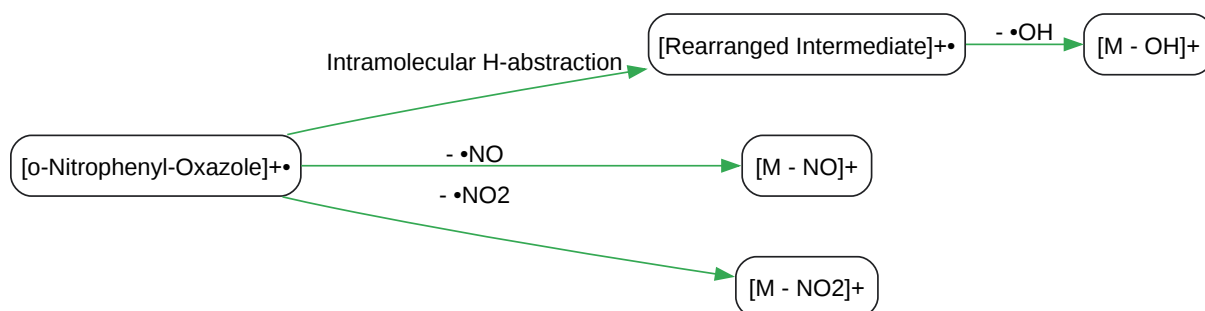 [Rearranged Intermediate]+•
- •OH
[M - OH]+
Intramolecular H-abstraction
[o-Nitrophenyl-Oxazole]+•
- •NO
[M - NO]+
- •NO2
[M - NO2]+